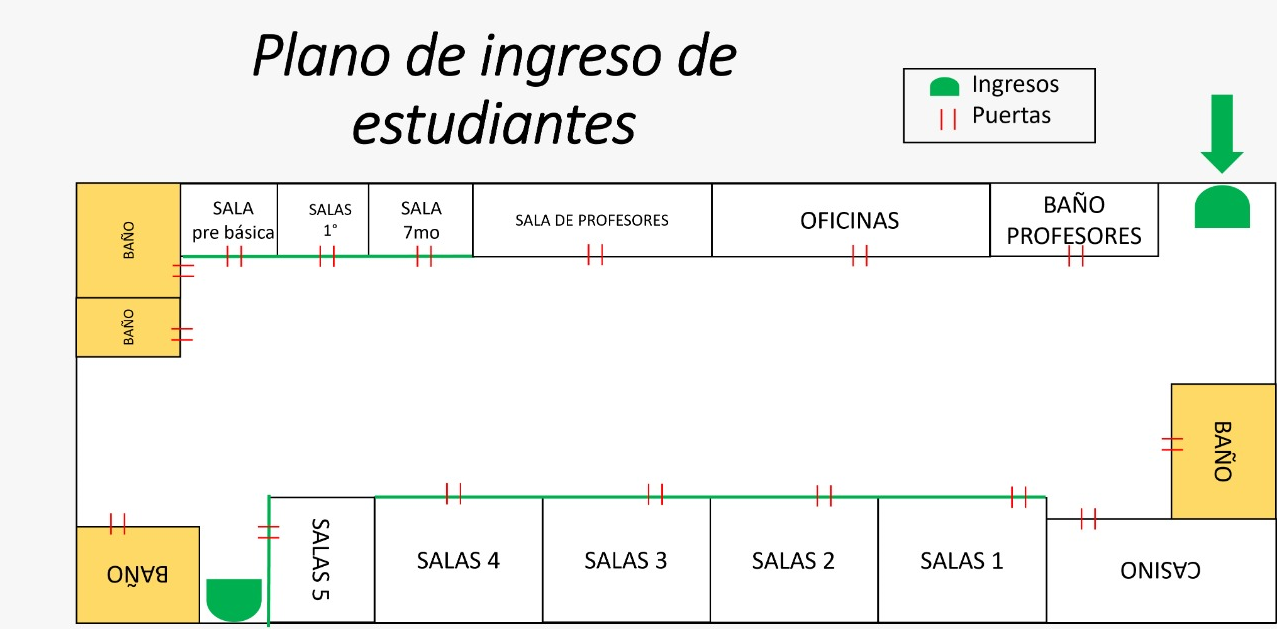 Plano de ingreso de
estudiantes
Ingresos
Puertas
BAÑO
SALA
pre básica
SALAS
1°
SALA
7mo
SALA DE PROFESORES
OFICINAS
BAÑO
PROFESORES
BAÑO
BAÑO
BAÑO
SALAS 5
SALAS 4
SALAS 3
SALAS 2
SALAS 1
CASINO